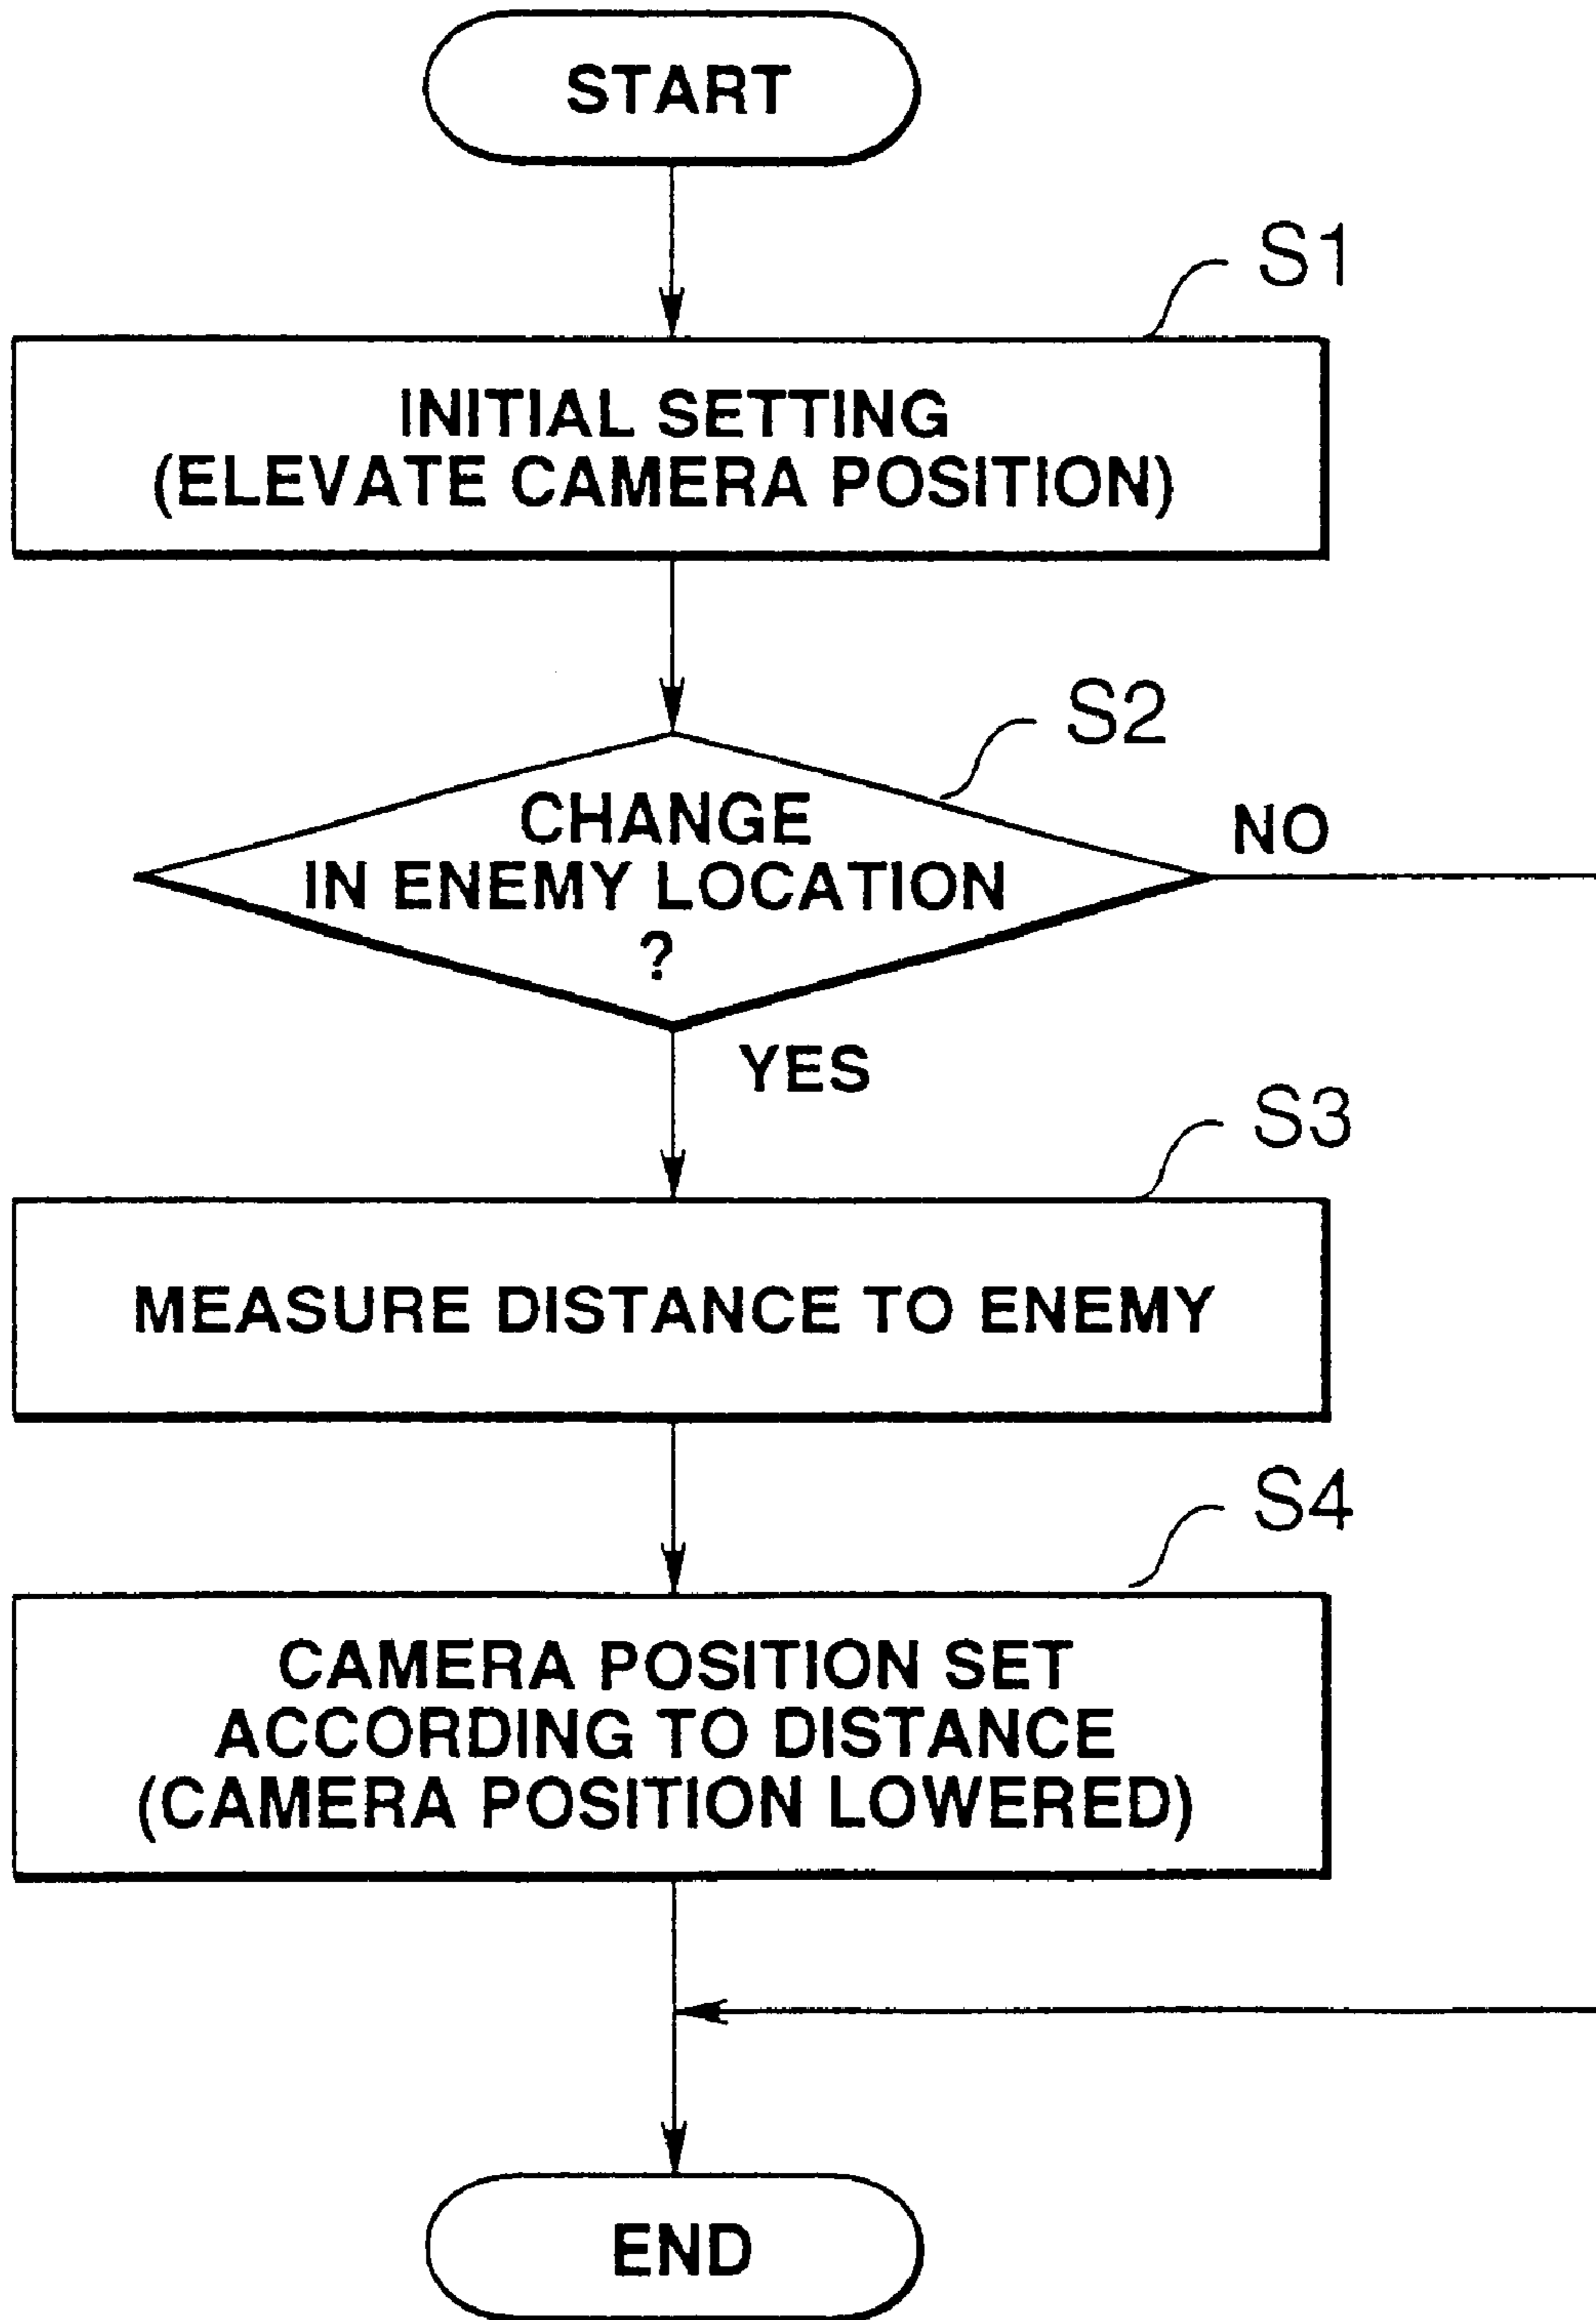 START
S1
INITIAL SETTING
(ELEVATE CAMERA POSITION)
S2
CHANGE
IN ENEMY LOCATION
?
NO
YES
S3
MEASURE DISTANCE TO ENEMY
S4
CAMERA POSITION SET
ACCORDING TO DISTANCE
(CAMERA POSITION LOWERED)
END